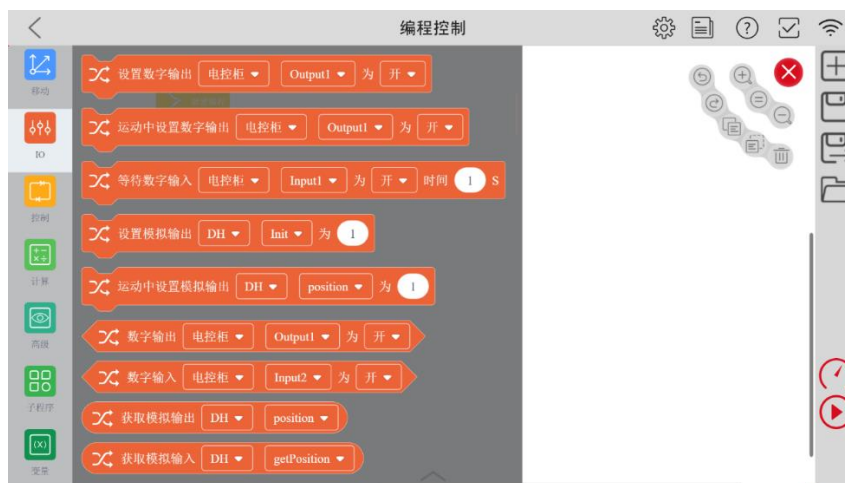 编程控制
移动
IO
控制
计算
高级
子程序
变量
设置数字输出 电控柜 Output1 为 开
运动中设置数字输出 电控柜 Output1 为 开
等待数字输入 电控柜 Input1 为 开 时间 1 S
设置模拟输出 DH Init 为 1
运动中设置模拟输出 DH position 为 1
数字输出 电控柜 Output1 为 开
数字输入 电控柜 Input2 为 开
获取模拟输出 DH position
获取模拟输入 DH getPosition